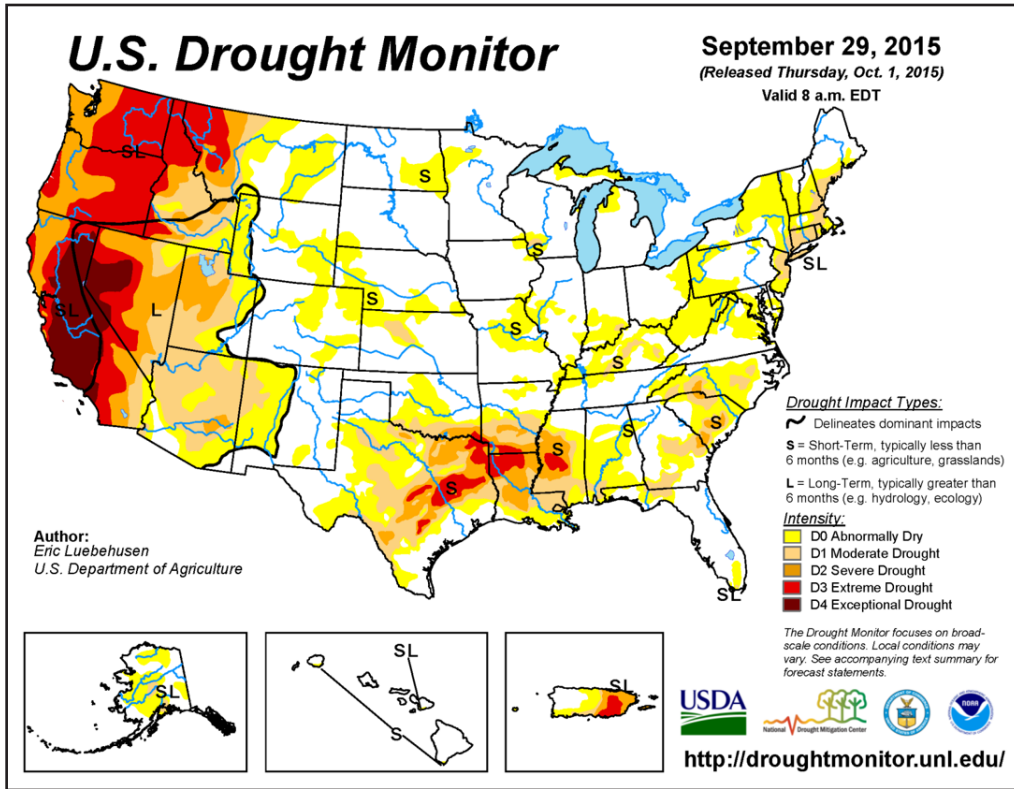 U.S. Drought Monitor
September 29, 2015
(Released Thursday, Oct. 1, 2015)
Valid 8 a.m. EDT
SL
S
S
SL
SL
L
S
S
S
S
S
S
S
SL
Drought Impact Types:
Delineates dominant impacts
S = Short-Term, typically less than
6 months (e.g. agriculture, grasslands)
L = Long-Term, typically greater than
6 months (e.g. hydrology, ecology)
Intensity:
D0 Abnormally Dry
D1 Moderate Drought
D2 Severe Drought
D3 Extreme Drought
D4 Exceptional Drought
Author:
Eric Luebehusen
U.S. Department of Agriculture
The Drought Monitor focuses on broad-
scale conditions. Local conditions may
vary. See accompanying text summary for
forecast statements.
SL
SL
S
SL
USDA
National Drought Mitigation Center
NOAA
http://droughtmonitor.unl.edu/